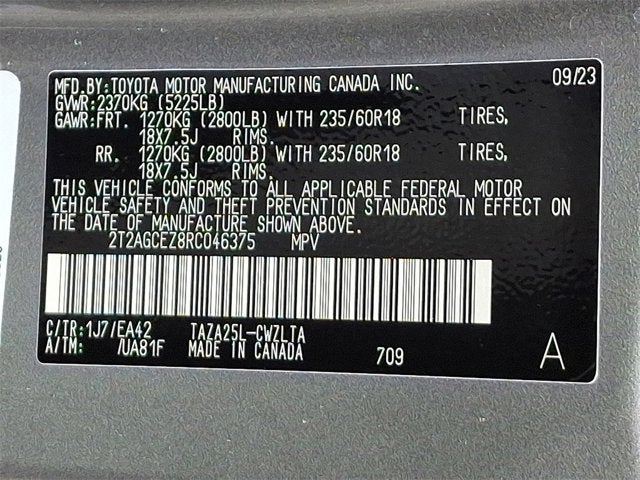 MFD.BY:TOYOTA MOTOR MANUFACTURING CANADA INC. 09/23
GVWR:2370KG (5225LB)
GAWR:FRT. 1270KG (2800LB) WITH 235/60R18 TIRES,
18X7.5J RIMS.
RR. 1270KG (2800LB) WITH 235/60R18 TIRES,
18X7.5J RIMS.
THIS VEHICLE CONFORMS TO ALL APPLICABLE FEDERAL MOTOR
VEHICLE SAFETY AND THEFT PREVENTION STANDARDS IN EFFECT ON
THE DATE OF MANUFACTURE SHOWN ABOVE.
2T2AGCEZ8RC046375 MPV
C/TR:1J7/EA42 TAZA25L-CWZLTA
A/TM: /UA81F MADE IN CANADA 709 A